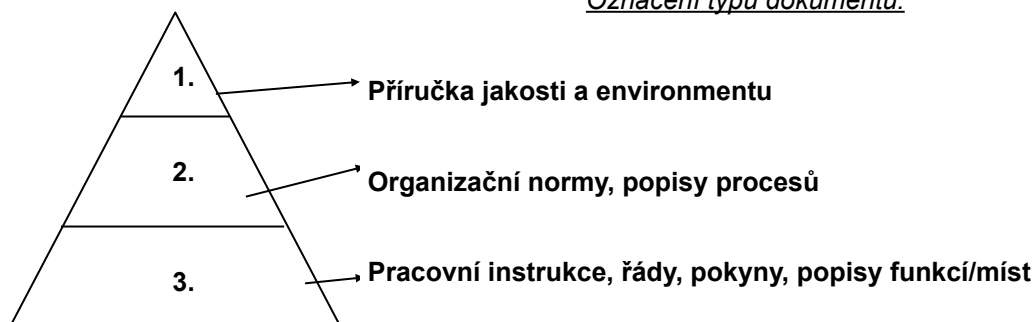 Označení typu dokumentu:
1.
Příručka jakosti a environmentu
2.
Organizační normy, popisy procesů
3.
Pracovní instrukce, řády, pokyny, popisy funkcí/míst